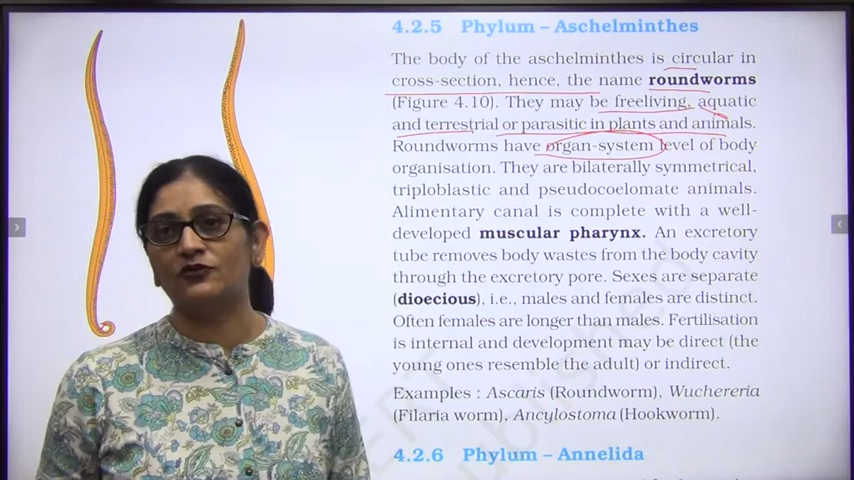 4.2.5 Phylum – Aschelminthes
The body of the aschelminthes is circular in
cross-section, hence, the name roundworms
(Figure 4.10). They may be freeliving, aquatic
and terrestrial or parasitic in plants and animals.
Roundworms have organ-system level of body
organisation. They are bilaterally symmetrical,
triploblastic and pseudocoelomate animals.
Alimentary canal is complete with a well-
developed muscular pharynx. An excretory
tube removes body wastes from the body cavity
through the excretory pore. Sexes are separate
(dioecious), i.e., males and females are distinct.
Often females are longer than males. Fertilisation
is internal and development may be direct (the
young ones resemble the adult) or indirect.
Examples : Ascaris (Roundworm), Wuchereria
(Filaria worm), Ancylostoma (Hookworm).
4.2.6 Phylum – Annelida